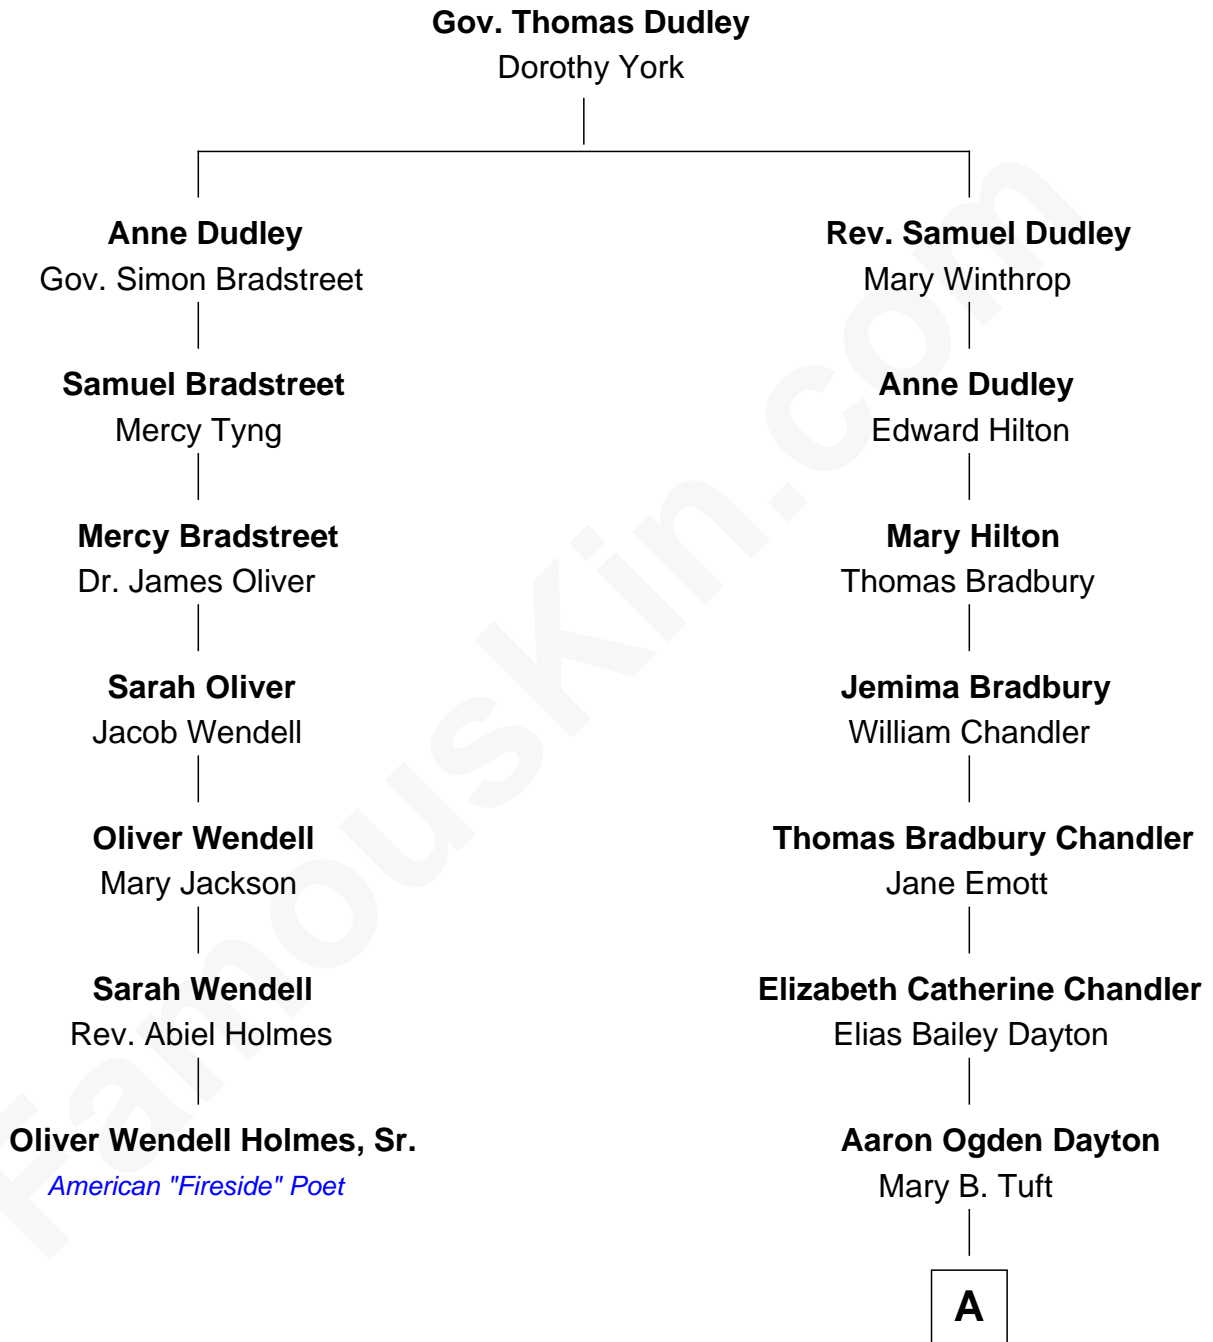 Gov. Thomas Dudley
Dorothy York
Anne Dudley
Gov. Simon Bradstreet
Samuel Bradstreet
Mercy Tyng
Mercy Bradstreet
Dr. James Oliver
Sarah Oliver
Jacob Wendell
Oliver Wendell
Mary Jackson
Sarah Wendell
Rev. Abiel Holmes
Oliver Wendell Holmes, Sr.
American "Fireside" Poet
Rev. Samuel Dudley
Mary Winthrop
Anne Dudley
Edward Hilton
Mary Hilton
Thomas Bradbury
Jemima Bradbury
William Chandler
Thomas Bradbury Chandler
Jane Emott
Elizabeth Catherine Chandler
Elias Bailey Dayton
Aaron Ogden Dayton
Mary B. Tuft
A
FamousKin.com